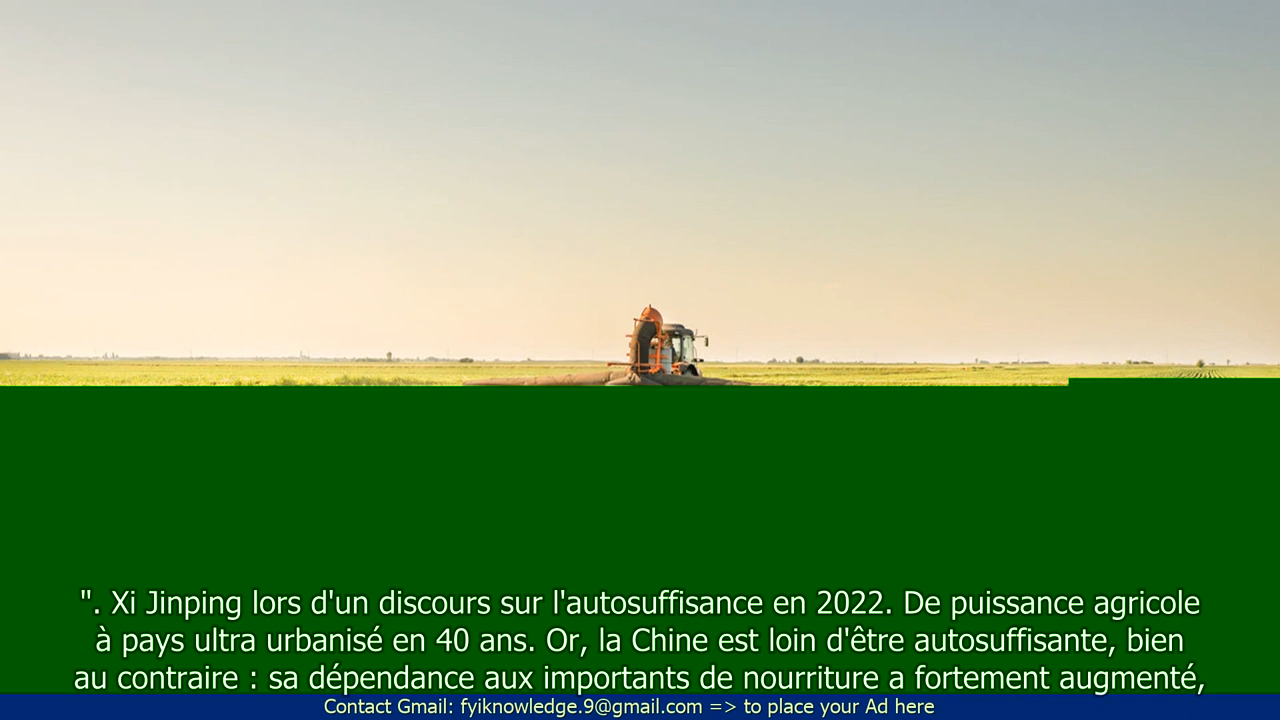 ". Xi Jinping lors d'un discours sur l'autosuffisance en 2022. De puissance agricole
à pays ultra urbanisé en 40 ans. Or, la Chine est loin d'être autosuffisante, bien
au contraire : sa dépendance aux importants de nourriture a fortement augmenté,
Contact Gmail: fyiknowledge.9@gmail.com => to place your Ad here